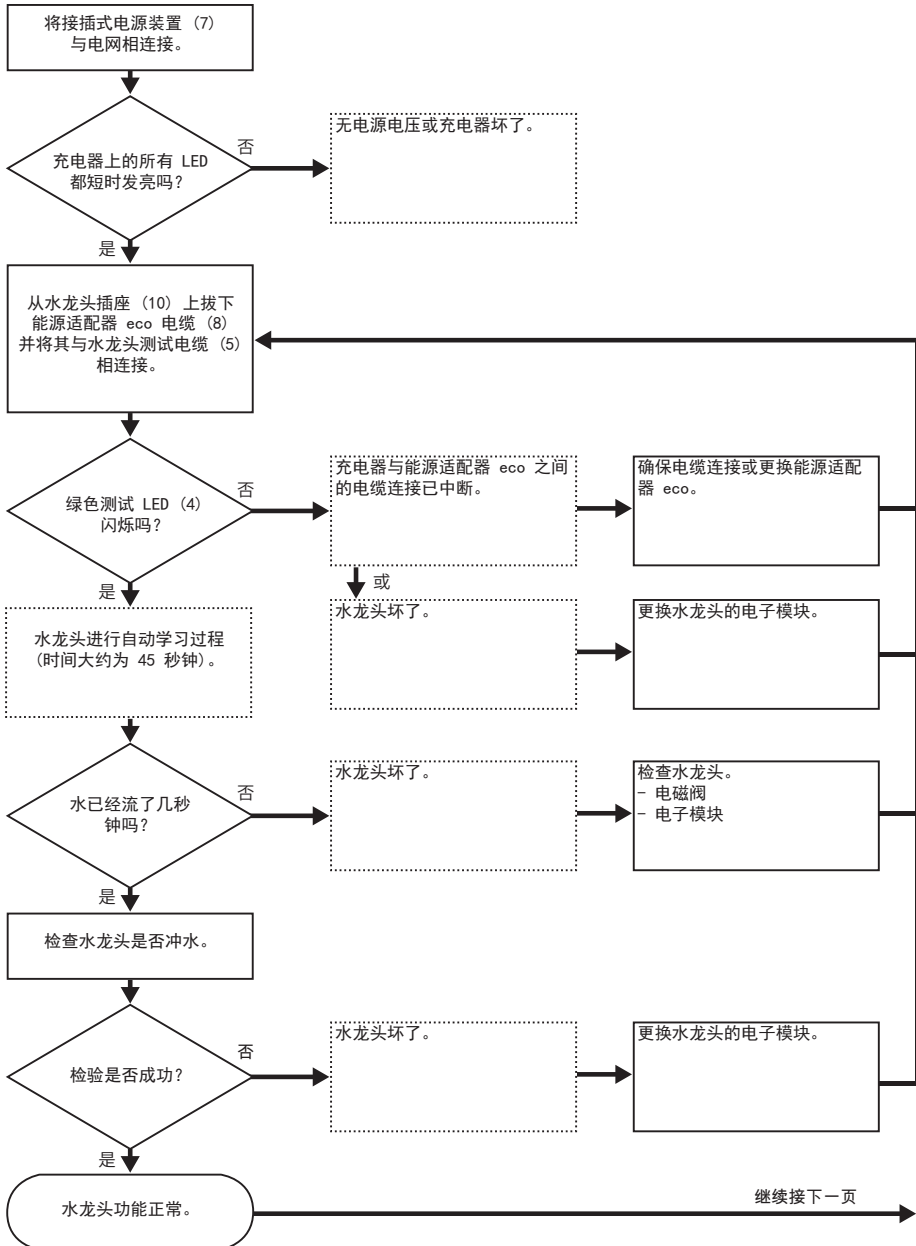 将接插式电源装置 (7)
与电网相连接。
充电器上的所有 LED
都短时发亮吗？
否
无电源电压或充电器坏了。
是
从水龙头插座 (10) 上拔下
能源适配器 eco 电缆 (8)
并将其与水龙头测试电缆 (5)
相连接。
绿色测试 LED (4)
闪烁吗？
否
充电器与能源适配器 eco 之间
的电缆连接已中断。
确保电缆连接或更换能源适配
器 eco。
或
水龙头坏了。
更换水龙头的电子模块。
是
水龙头进行自动学习过程
(时间大约为 45 秒钟)。
水已经流了几秒
钟吗？
否
水龙头坏了。
检查水龙头。
- 电磁阀
- 电子模块
是
检查水龙头是否冲水。
检验是否成功？
否
水龙头坏了。
更换水龙头的电子模块。
是
水龙头功能正常。
继续接下一页